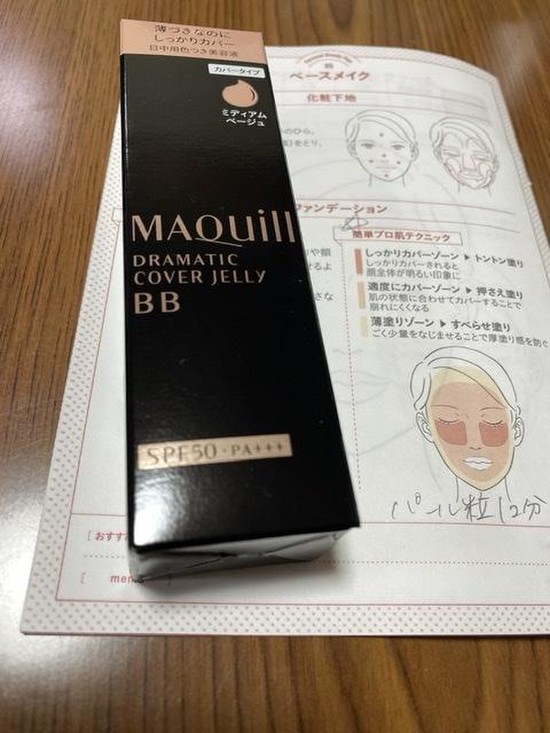 薄づきなのに
しっかりカバー
日中用色つき美容液
カバータイプ
ミディアム
ベージュ
MAQuill
DRAMATIC
COVER JELLY
BB
SPF50・PA+++
ベースメイク
化粧下地
ファンデーション
簡単プロ肌テクニック
しっかりカバーゾーン ▶ トントン塗り
しっかりカバーされると
顔全体が明るい印象に
適度にカバーゾーン ▶ 押さえ塗り
肌の状態に合わせてカバーすることで
崩れにくくなる
薄塗りゾーン ▶ すべらせ塗り
ごく少量をなじませることで厚塗り感を防ぐ
パール粒12分
[ おすす
[ me